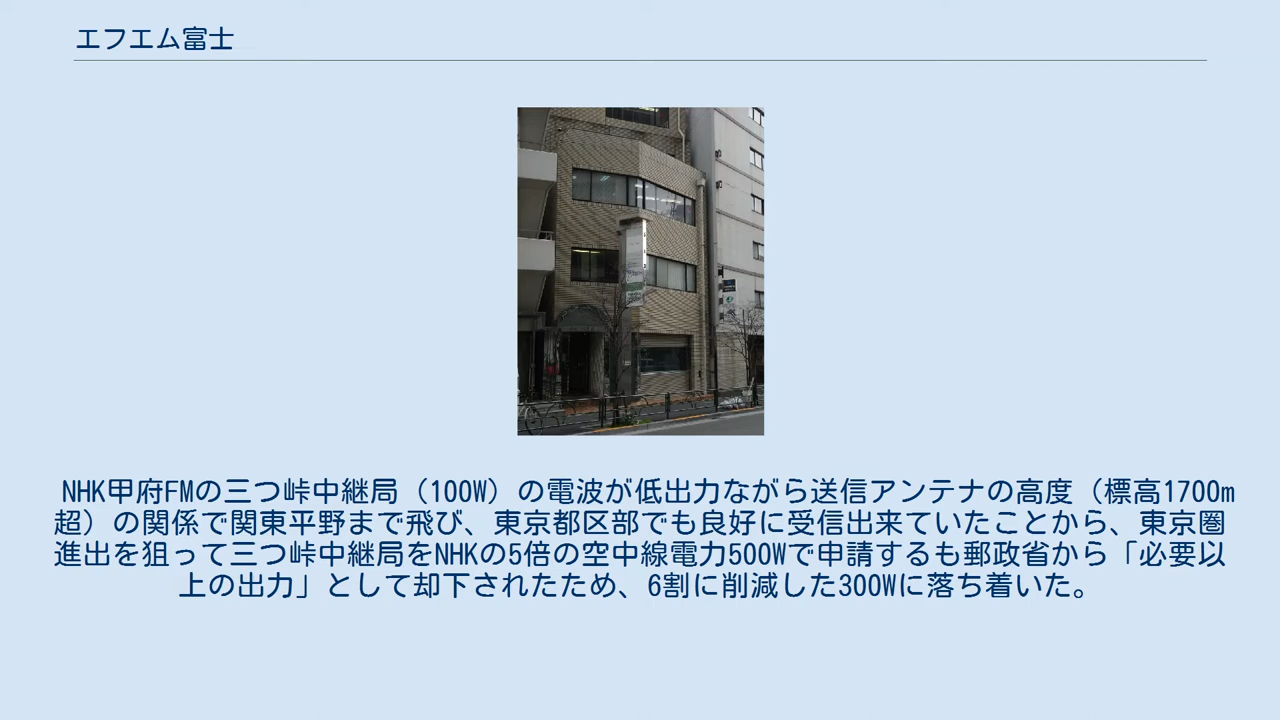 エフエム富士
NHK甲府FMの三つ峠中継局（100W）の電波が低出力ながら送信アンテナの高度（標高1700m
超）の関係で関東平野まで飛び、東京都区部でも良好に受信出来ていたことから、東京圏
進出を狙って三つ峠中継局をNHKの5倍の空中線電力500Wで申請するも郵政省から「必要以
上の出力」として却下されたため、6割に削減した300Wに落ち着いた。